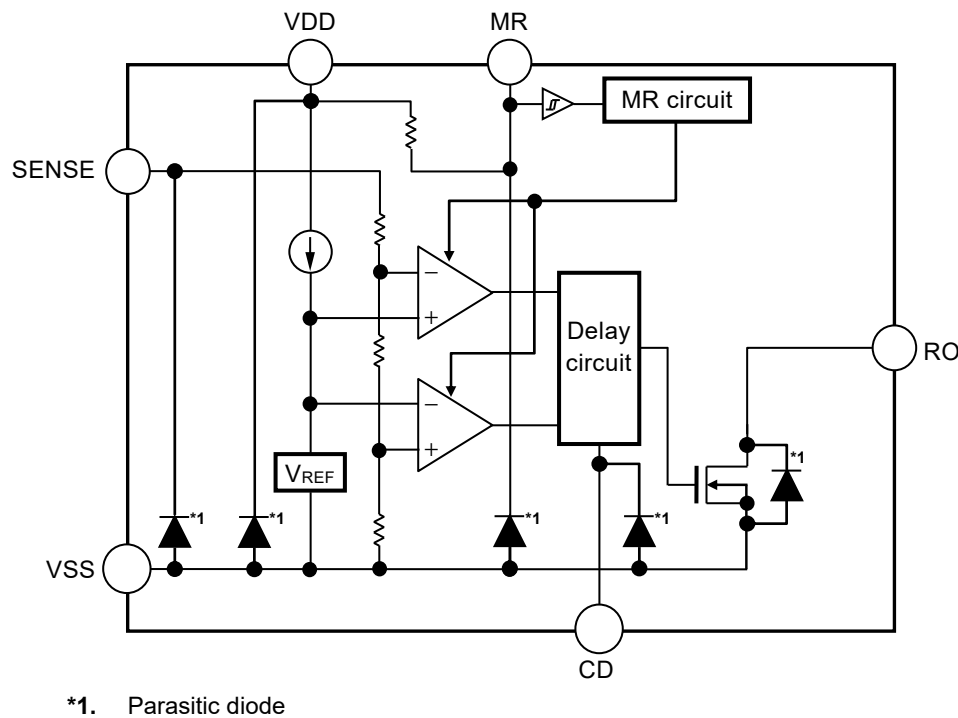 VDD
MR
MR circuit
SENSE
−
+
Delay
circuit
RO
−
+
VREF
*1
*1
*1
*1
*1
*1
VSS
CD
*1. Parasitic diode